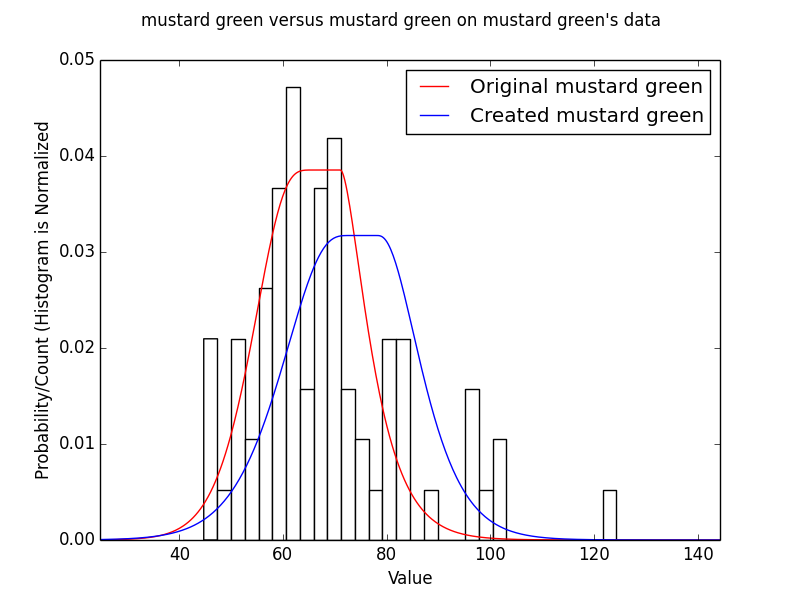 mustard green versus mustard green on mustard green's data
Original mustard green
Created mustard green
Probability/Count (Histogram is Normalized
0.05
0.04
0.03
0.02
0.01
0.00
40 60 80 100 120 140
Value